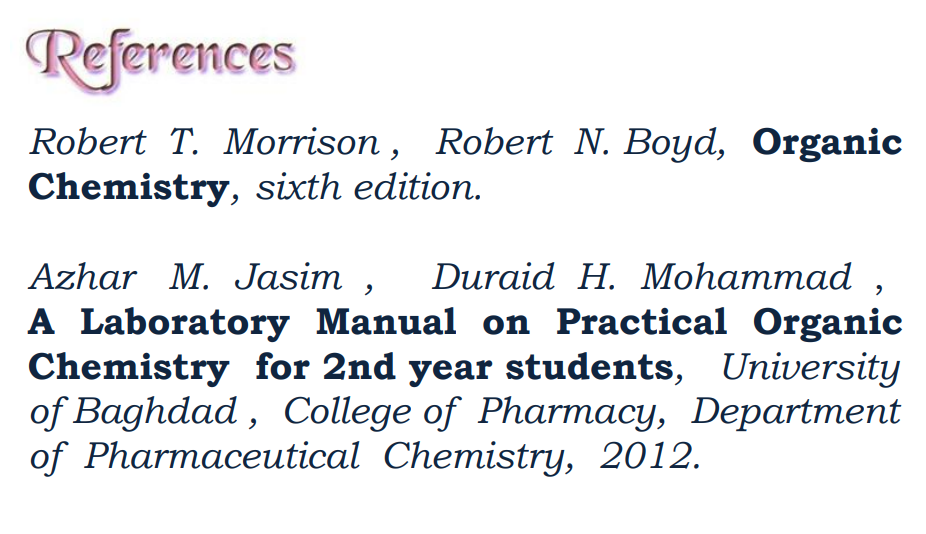 References
Robert T. Morrison , Robert N. Boyd, Organic
Chemistry, sixth edition.
Azhar M. Jasim , Duraid H. Mohammad ,
A Laboratory Manual on Practical Organic
Chemistry for 2nd year students, University
of Baghdad , College of Pharmacy, Department
of Pharmaceutical Chemistry, 2012.